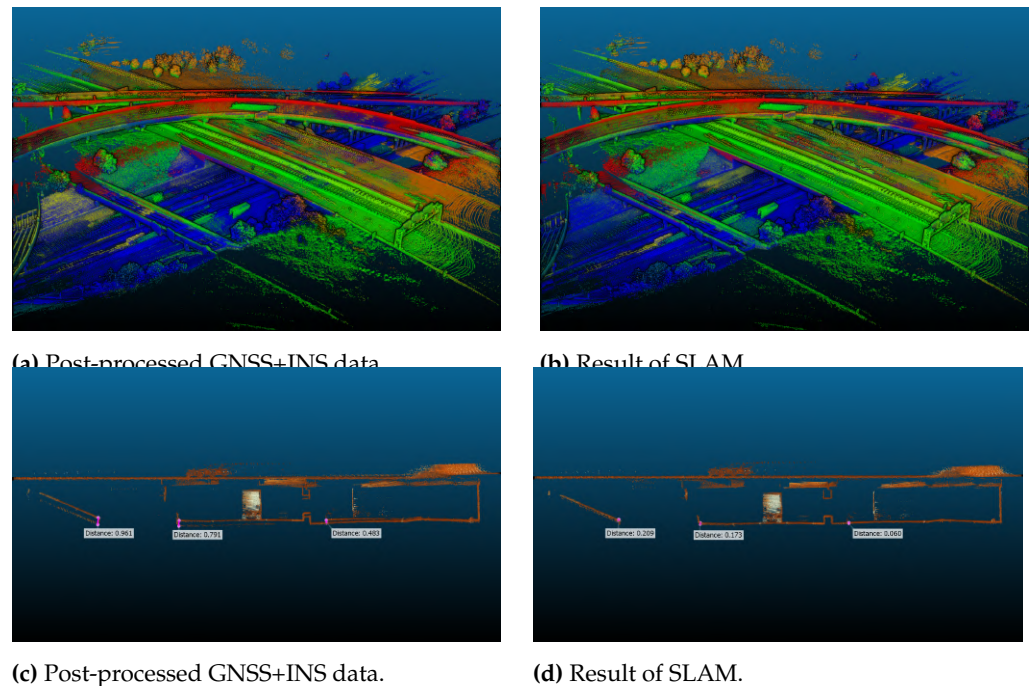 (a) Post-processed GNSS+INS data.
(b) Result of SLAM.
Distance: 0.961
Distance: 0.791
Distance: 0.483
Distance: 0.209
Distance: 0.173
Distance: 0.060
(c) Post-processed GNSS+INS data.
(d) Result of SLAM.